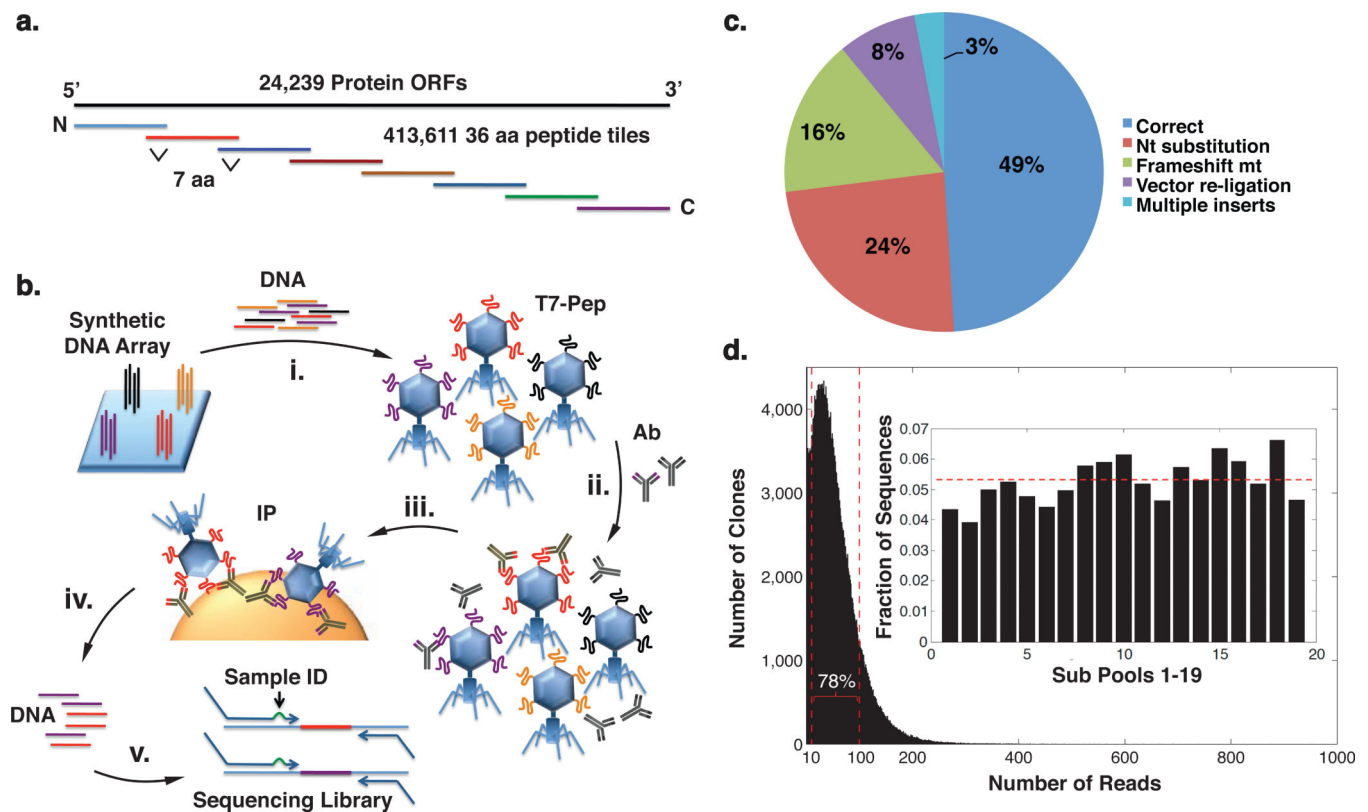 a.
5’
24,239 Protein ORFs
3’
N
413,611 36 aa peptide tiles
7 aa
C
b.
Synthetic
DNA Array
DNA
i.
T7-Pep
Ab
ii.
iii.
IP
iv.
DNA
v.
Sample ID
Sequencing Library
c.
3%
8%
16%
24%
49%
Correct
Nt substitution
Frameshift mt
Vector re-ligation
Multiple inserts
d.
Number of Clones
4,000
3,000
2,000
1,000
0
78%
10
100
200
400
600
800
1000
Number of Reads
Fraction of Sequences
0.07
0.06
0.05
0.04
0.03
0.02
0.01
0
0
5
10
15
20
Sub Pools 1-19